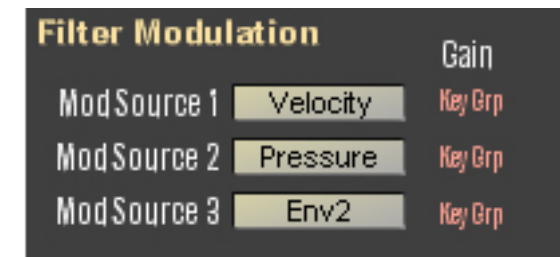 Filter Modulation
Gain
Mod Source 1 Velocity Key Grp
Mod Source 2 Pressure Key Grp
Mod Source 3 Env2 Key Grp